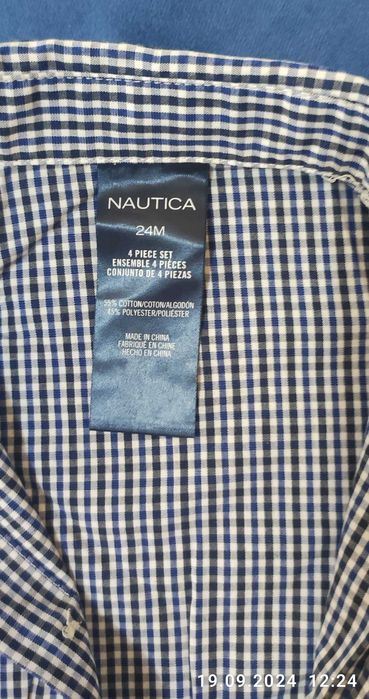 NAUTICA
24M
4 PIECE SET
ENSEMBLE 4 PIÈCES
CONJUNTO DE 4 PIEZAS
55% COTTON/COTON/ALGODÓN
45% POLYESTER/POLIÉSTER
MADE IN CHINA
FABRIQUÉ EN CHINE
HECHO EN CHINA
19.09.2024 12:24